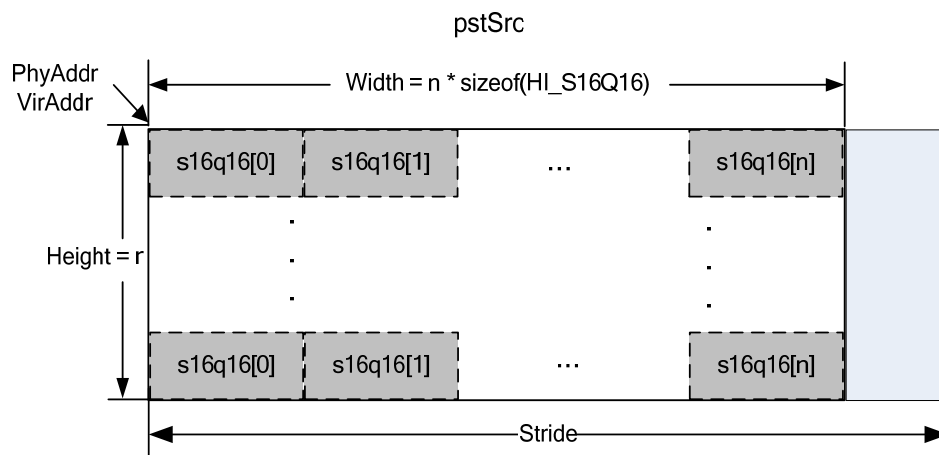 pstSrc
PhyAddr
VirAddr
Width = n * sizeof(HI_S16Q16)
s16q16[0] s16q16[1] ... s16q16[n]
Height = r
s16q16[0] s16q16[1] ... s16q16[n]
Stride